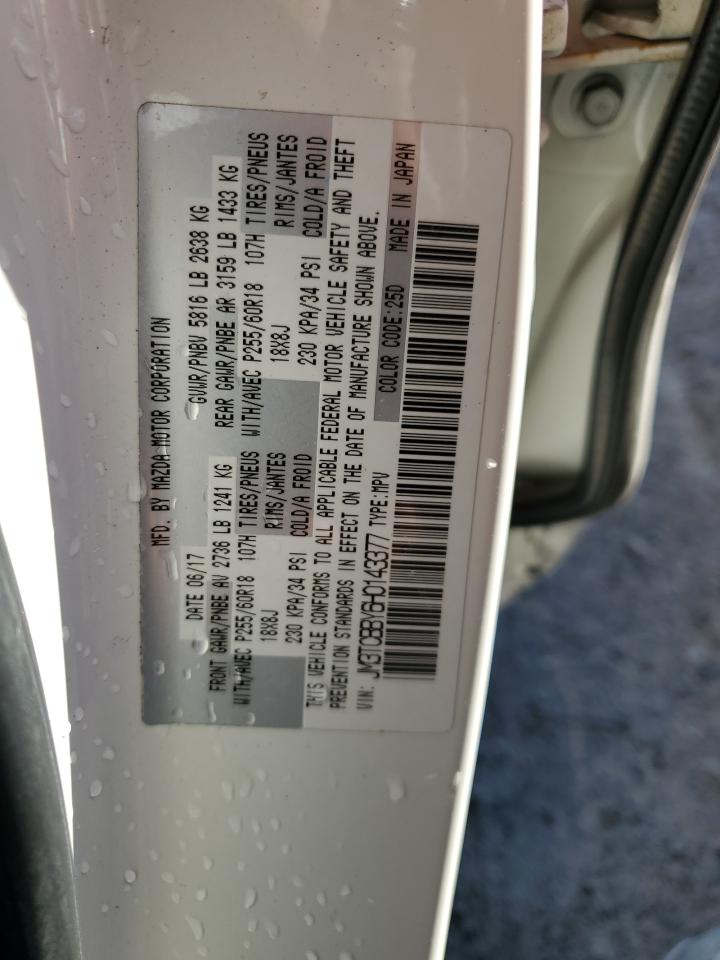 MFD. BY MAZDA MOTOR CORPORATION
DATE 06/17 GVWR/PNBV 5816 LB 2638 KG
FRONT GAWR/PNBE AV 2736 LB 1241 KG REAR GAWR/PNBE AR 3159 LB 1433 KG
WITH/AVEC P255/60R18 107H TIRES/PNEUS WITH/AVEC P255/60R18 107H TIRES/PNEUS
18X8J RIMS/JANTES 18X8J RIMS/JANTES
230 KPA/34 PSI COLD/A FROID 230 KPA/34 PSI COLD/A FROID
THIS VEHICLE CONFORMS TO ALL APPLICABLE FEDERAL MOTOR VEHICLE SAFETY AND THEFT
PREVENTION STANDARDS IN EFFECT ON THE DATE OF MANUFACTURE SHOWN ABOVE.
VIN: JM3TCBBY6H0143377 TYPE:MPV COLOR CODE:25D MADE IN JAPAN